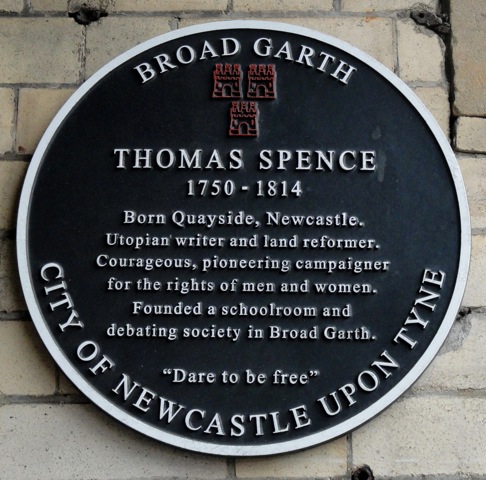 BROAD GARTH
THOMAS SPENCE
1750 - 1814
Born Quayside, Newcastle.
Utopian writer and land reformer.
Courageous, pioneering campaigner
for the rights of men and women.
Founded a schoolroom and
debating society in Broad Garth.
"Dare to be free"
CITY OF NEWCASTLE UPON TYNE